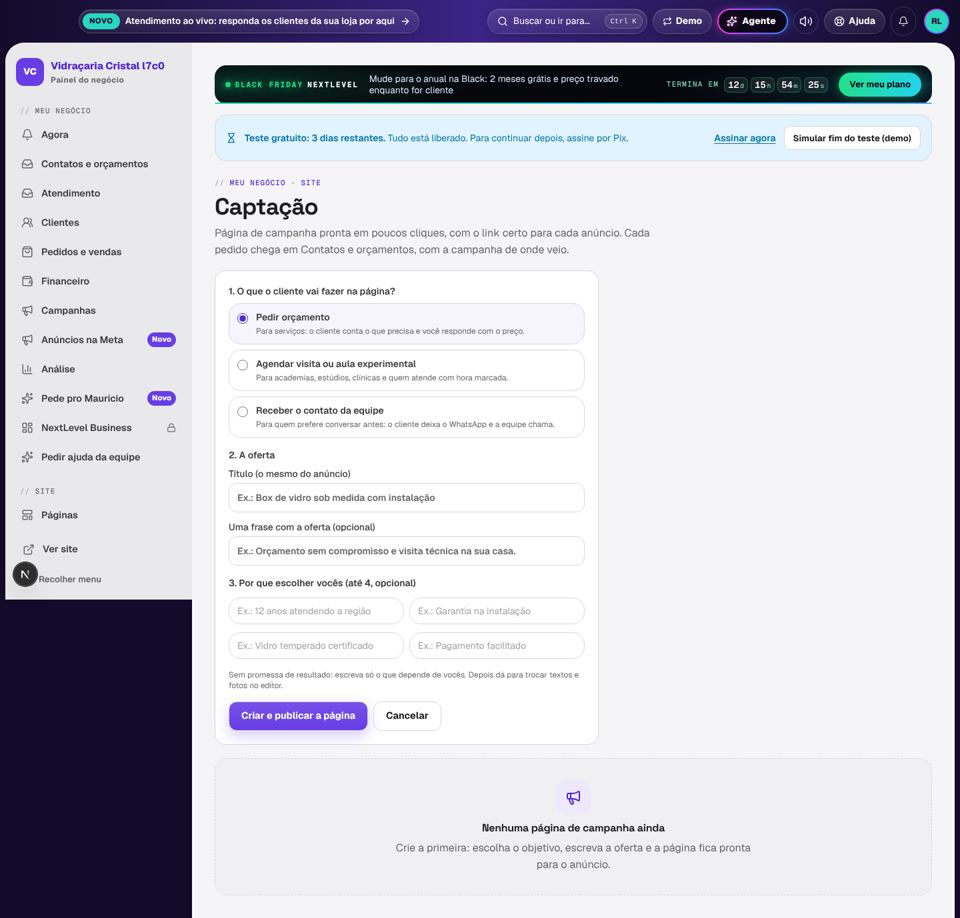 NOVO Atendimento ao vivo: responda os clientes da sua loja por aqui →
Buscar ou ir para... Ctrl K
Demo
Agente
Ajuda
RL
VC
Vidraçaria Cristal l7c0
Painel do negócio
// MEU NEGÓCIO
Agora
Contatos e orçamentos
Atendimento
Clientes
Pedidos e vendas
Financeiro
Campanhas
Anúncios na Meta Novo
Análise
Pede pro Maurício Novo
NextLevel Business
Pedir ajuda da equipe
// SITE
Páginas
Ver site
N Recolher menu
BLACK FRIDAY NEXTLEVEL
Mude para o anual na Black: 2 meses grátis e preço travado
enquanto for cliente
TERMINA EM 12d 15h 54m 25s
Ver meu plano
Teste gratuito: 3 dias restantes. Tudo está liberado. Para continuar depois, assine por Pix.
Assinar agora
Simular fim do teste (demo)
// MEU NEGÓCIO · SITE
Captação
Página de campanha pronta em poucos cliques, com o link certo para cada anúncio. Cada
pedido chega em Contatos e orçamentos, com a campanha de onde veio.
1. O que o cliente vai fazer na página?
Pedir orçamento
Para serviços: o cliente conta o que precisa e você responde com o preço.
Agendar visita ou aula experimental
Para academias, estúdios, clínicas e quem atende com hora marcada.
Receber o contato da equipe
Para quem prefere conversar antes: o cliente deixa o WhatsApp e a equipe chama.
2. A oferta
Título (o mesmo do anúncio)
Ex.: Box de vidro sob medida com instalação
Uma frase com a oferta (opcional)
Ex.: Orçamento sem compromisso e visita técnica na sua casa.
3. Por que escolher vocês (até 4, opcional)
Ex.: 12 anos atendendo a região
Ex.: Garantia na instalação
Ex.: Vidro temperado certificado
Ex.: Pagamento facilitado
Sem promessa de resultado: escreva só o que depende de vocês. Depois dá para trocar textos e
fotos no editor.
Criar e publicar a página
Cancelar
Nenhuma página de campanha ainda
Crie a primeira: escolha o objetivo, escreva a oferta e a página fica pronta
para o anúncio.